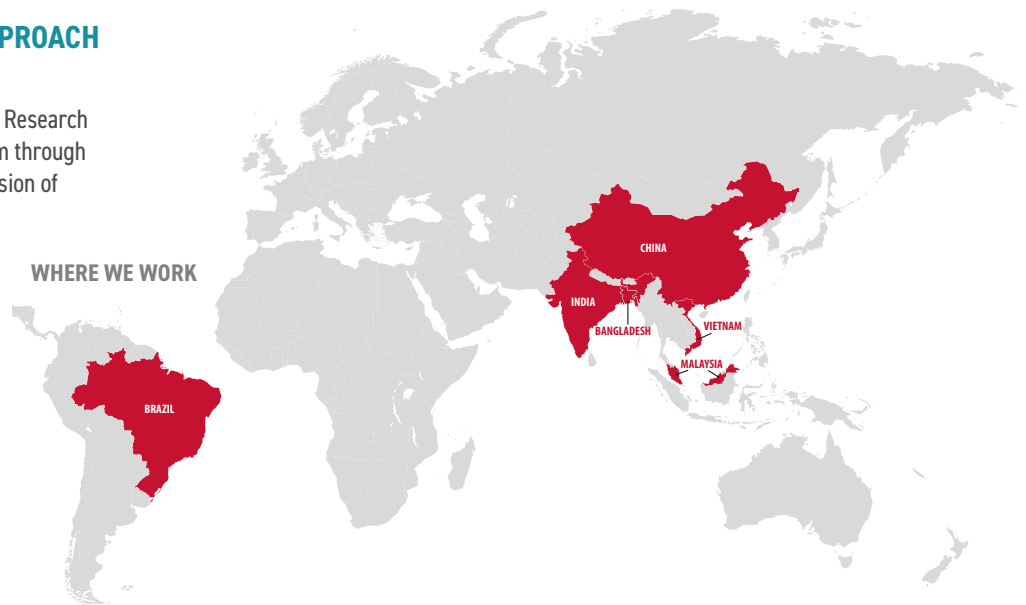 PROACH
Research
m through
sion of
WHERE WE WORK
CHINA
INDIA
BANGLADESH
VIETNAM
MALAYSIA
BRAZIL